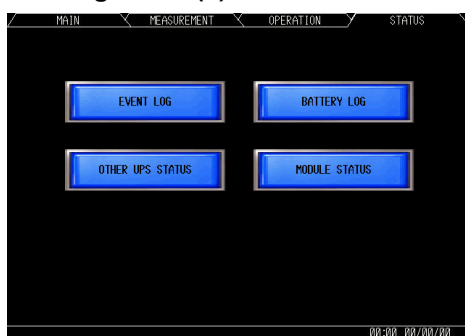 MAIN MEASUREMENT OPERATION STATUS
EVENT LOG BATTERY LOG
OTHER UPS STATUS MODULE STATUS
00:00 00/00/00